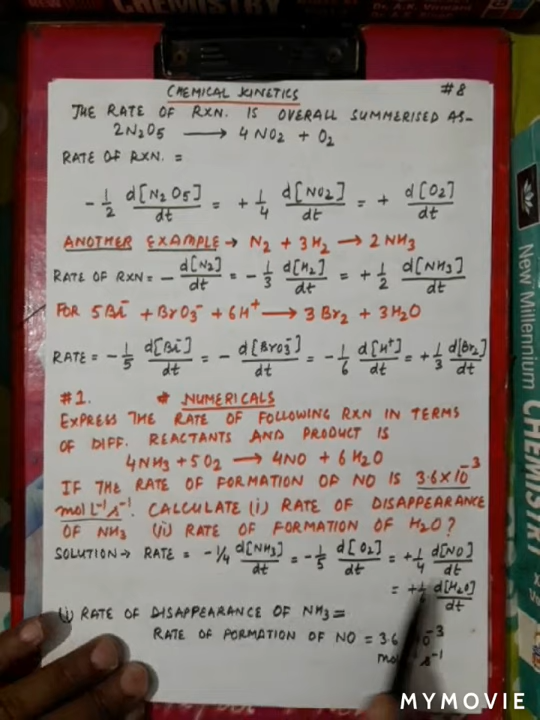 CHEMISTRY
Dr. A.K. Virmani
New Millennium
CHEMICAL KINETICS #8
THE RATE OF RXN. IS OVERALL SUMMERISED AS-
2N2O5 → 4NO2 + O2
RATE OF RXN. =
- 1/2 d[N2O5]/dt = + 1/4 d[NO2]/dt = + d[O2]/dt
ANOTHER EXAMPLE → N2 + 3H2 → 2NH3
RATE OF RXN = - d[N2]/dt = - 1/3 d[H2]/dt = + 1/2 d[NH3]/dt
FOR 5Br⁻ + BrO3⁻ + 6H⁺ → 3Br2 + 3H2O
RATE = - 1/5 d[Br⁻]/dt = - d[BrO3⁻]/dt = - 1/6 d[H⁺]/dt = + 1/3 d[Br2]/dt
#1. # NUMERICALS
EXPRESS THE RATE OF FOLLOWING RXN IN TERMS
OF DIFF. REACTANTS AND PRODUCT IS
4NH3 + 5O2 → 4NO + 6H2O
IF THE RATE OF FORMATION OF NO IS 3.6×10⁻³
mol L⁻¹ s⁻¹. CALCULATE (i) RATE OF DISAPPEARANCE
OF NH3 (ii) RATE OF FORMATION OF H2O?
SOLUTION → RATE = - 1/4 d[NH3]/dt = - 1/5 d[O2]/dt = + 1/4 d[NO]/dt
= + d[H2O]/dt
(i) RATE OF DISAPPEARANCE OF NH3 =
RATE OF FORMATION OF NO = 3.6 0⁻³
mol s⁻¹
MYMOVIE